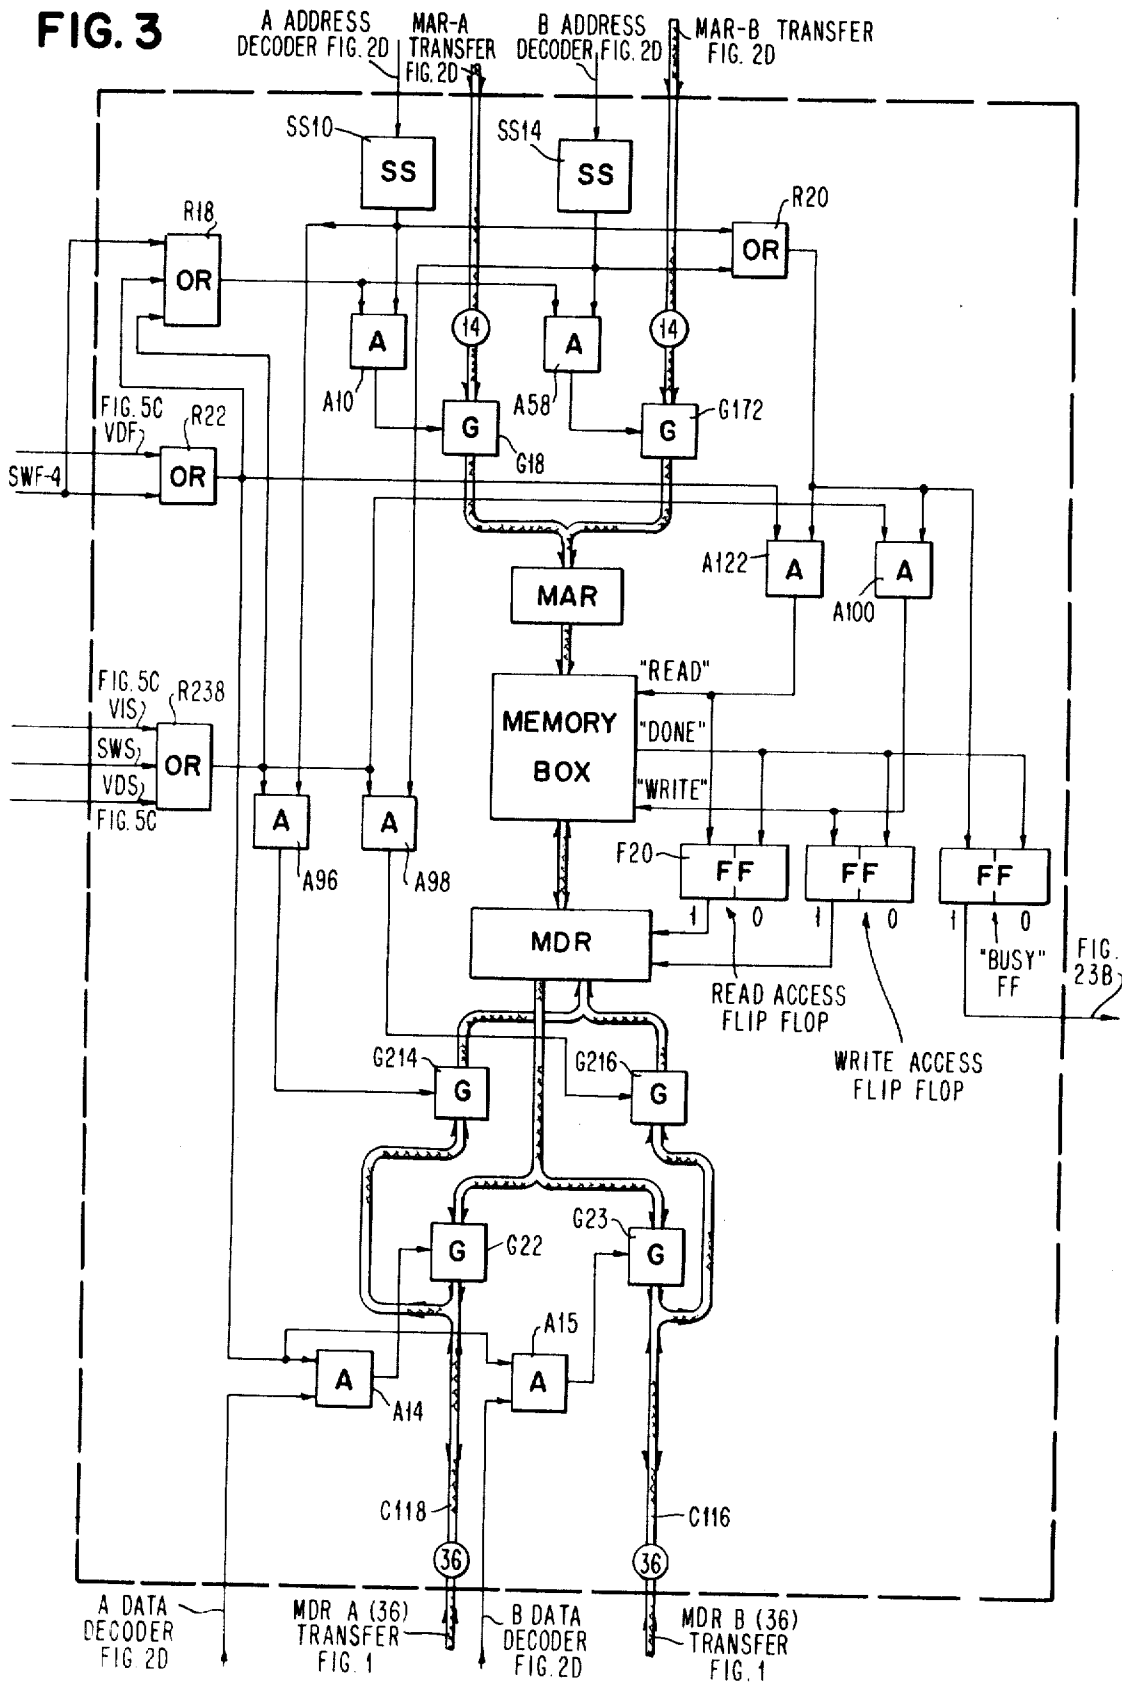 FIG. 3
A ADDRESS
DECODER FIG. 2D
MAR-A
TRANSFER
FIG. 2D
B ADDRESS
DECODER FIG. 2D
MAR-B TRANSFER
FIG. 2D
SS10
SS
SS14
SS
R18
OR
R20
OR
14
14
A
A10
A
A58
G
G18
G
G172
FIG. 5C
VDF
R22
OR
SWF-4
A122
A
A
A100
MAR
"READ"
MEMORY
BOX
"DONE"
"WRITE"
FIG. 5C
VIS
R238
SWS
OR
VDS
FIG. 5C
A
A96
A
A98
F20
FF
FF
FF
1
0
1
0
1
0
MDR
READ ACCESS
FLIP FLOP
"BUSY"
FF
FIG.
23B
WRITE ACCESS
FLIP FLOP
G214
G
G216
G
G
G22
G23
G
A
A14
A15
A
C118
C116
36
36
A DATA
DECODER
FIG. 2D
MDR A (36)
TRANSFER
FIG. 1
B DATA
DECODER
FIG. 2D
MDR B (36)
TRANSFER
FIG. 1